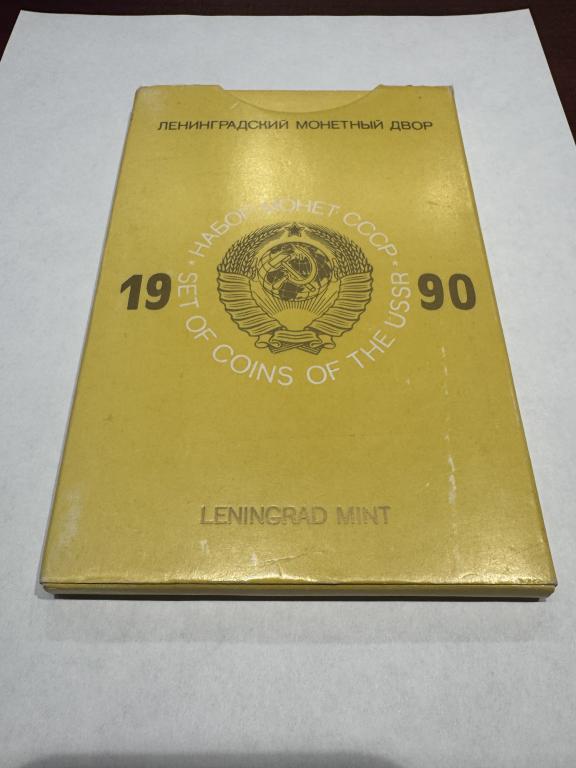 ЛЕНИНГРАДСКИЙ МОНЕТНЫЙ ДВОР
* НАБОР МОНЕТ СССР *
19 90
SET OF COINS OF THE USSR
LENINGRAD MINT